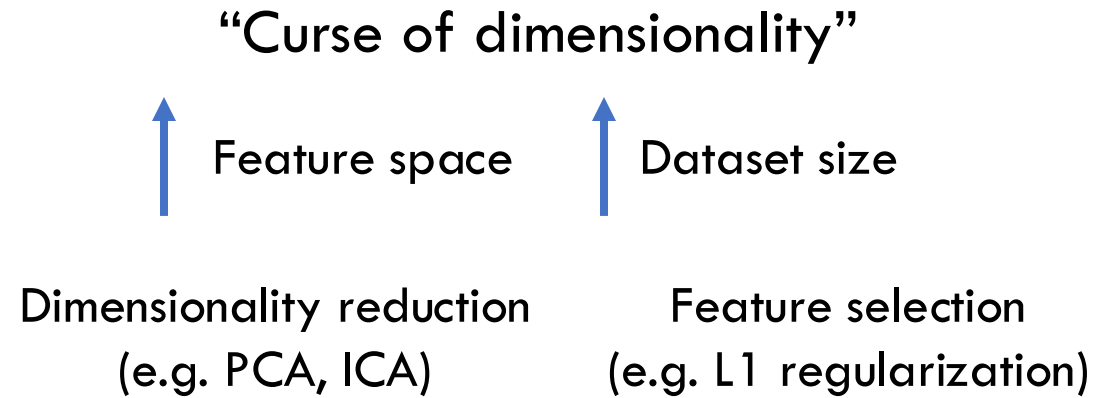 “Curse of dimensionality”
Feature space
Dataset size
Dimensionality reduction
(e.g. PCA, ICA)
Feature selection
(e.g. L1 regularization)